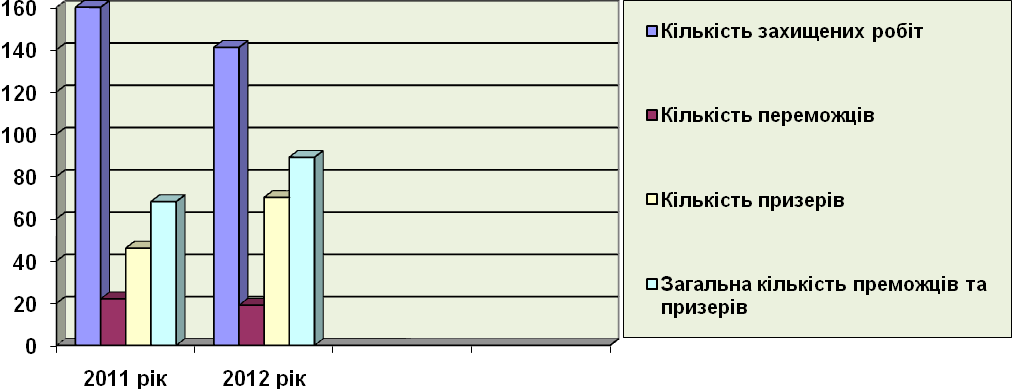 160
140
120
100
80
60
40
20
0
2011 рік
2012 рік
Кількість захищених робіт
Кількість переможців
Кількість призерів
Загальна кількість преможців та
призерів